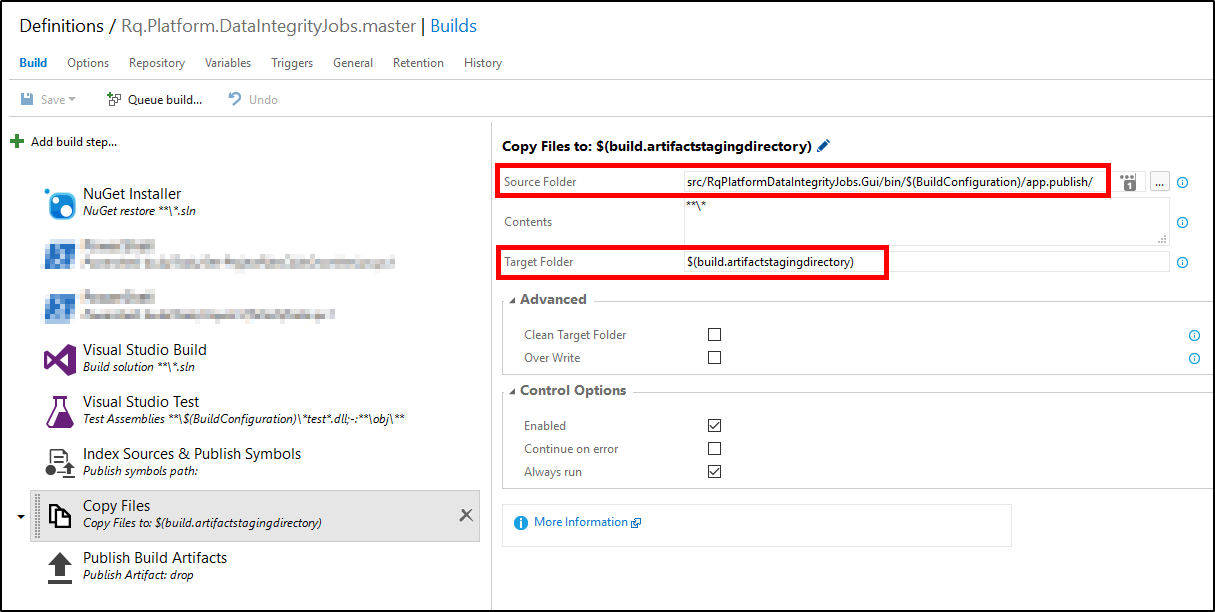 Definitions / Rq.Platform.DataIntegrityJobs.master | Builds
Build Options Repository Variables Triggers General Retention History
Save Queue build... Undo
Add build step...
NuGet Installer
NuGet restore **\*.sln
Visual Studio Build
Build solution **\*.sln
Visual Studio Test
Test Assemblies **\$(BuildConfiguration)\*test*.dll;-:**\obj\**
Index Sources & Publish Symbols
Publish symbols path:
Copy Files
Copy Files to: $(build.artifactstagingdirectory)
Publish Build Artifacts
Publish Artifact: drop
Copy Files to: $(build.artifactstagingdirectory)
Source Folder src/RqPlatformDataIntegrityJobs.Gui/bin/$(BuildConfiguration)/app.publish/ 1 ...
Contents **\*
Target Folder $(build.artifactstagingdirectory)
Advanced
Clean Target Folder
Over Write
Control Options
Enabled
Continue on error
Always run
More Information